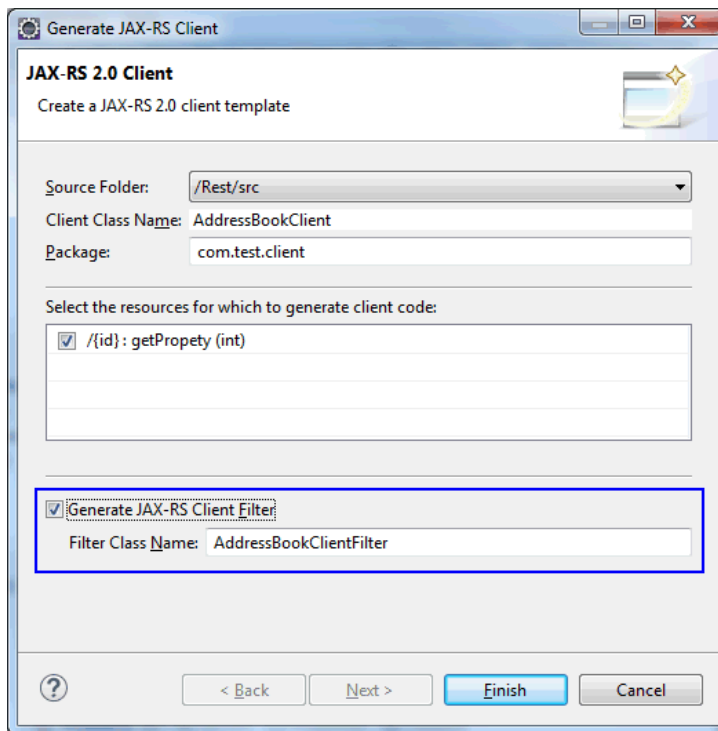 Generate JAX-RS Client
JAX-RS 2.0 Client
Create a JAX-RS 2.0 client template
Source Folder: /Rest/src
Client Class Name: AddressBookClient
Package: com.test.client
Select the resources for which to generate client code:
/{id} : getPropety (int)
Generate JAX-RS Client Filter
Filter Class Name: AddressBookClientFilter
? < Back Next > Finish Cancel